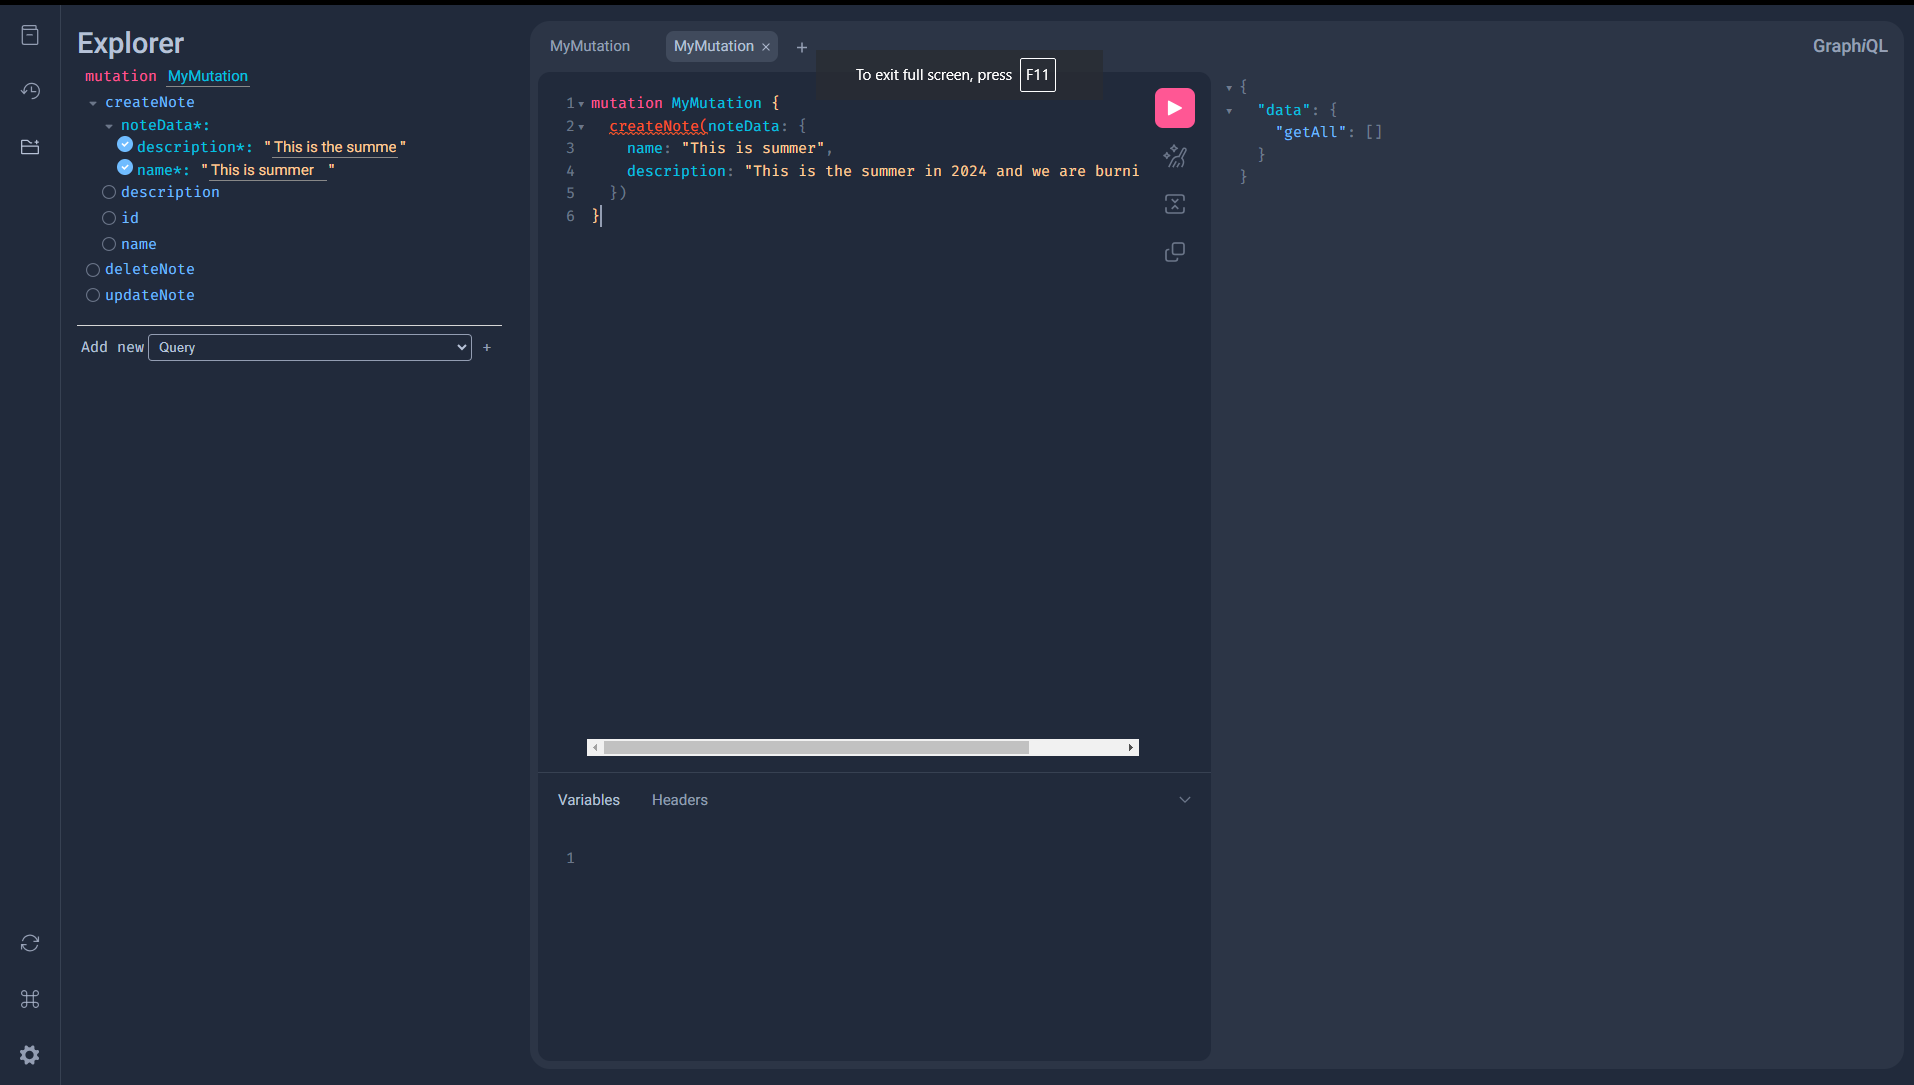 Explorer
mutation MyMutation
createNote
noteData*:
description*: "This is the summe"
name*: "This is summer"
description
id
name
deleteNote
updateNote
Add new Query +
MyMutation MyMutation × +
GraphiQL
To exit full screen, press F11
1 mutation MyMutation {
2 createNote(noteData: {
3 name: "This is summer",
4 description: "This is the summer in 2024 and we are burni
5 })
6 }
Variables Headers
1
{
"data": {
"getAll": []
}
}